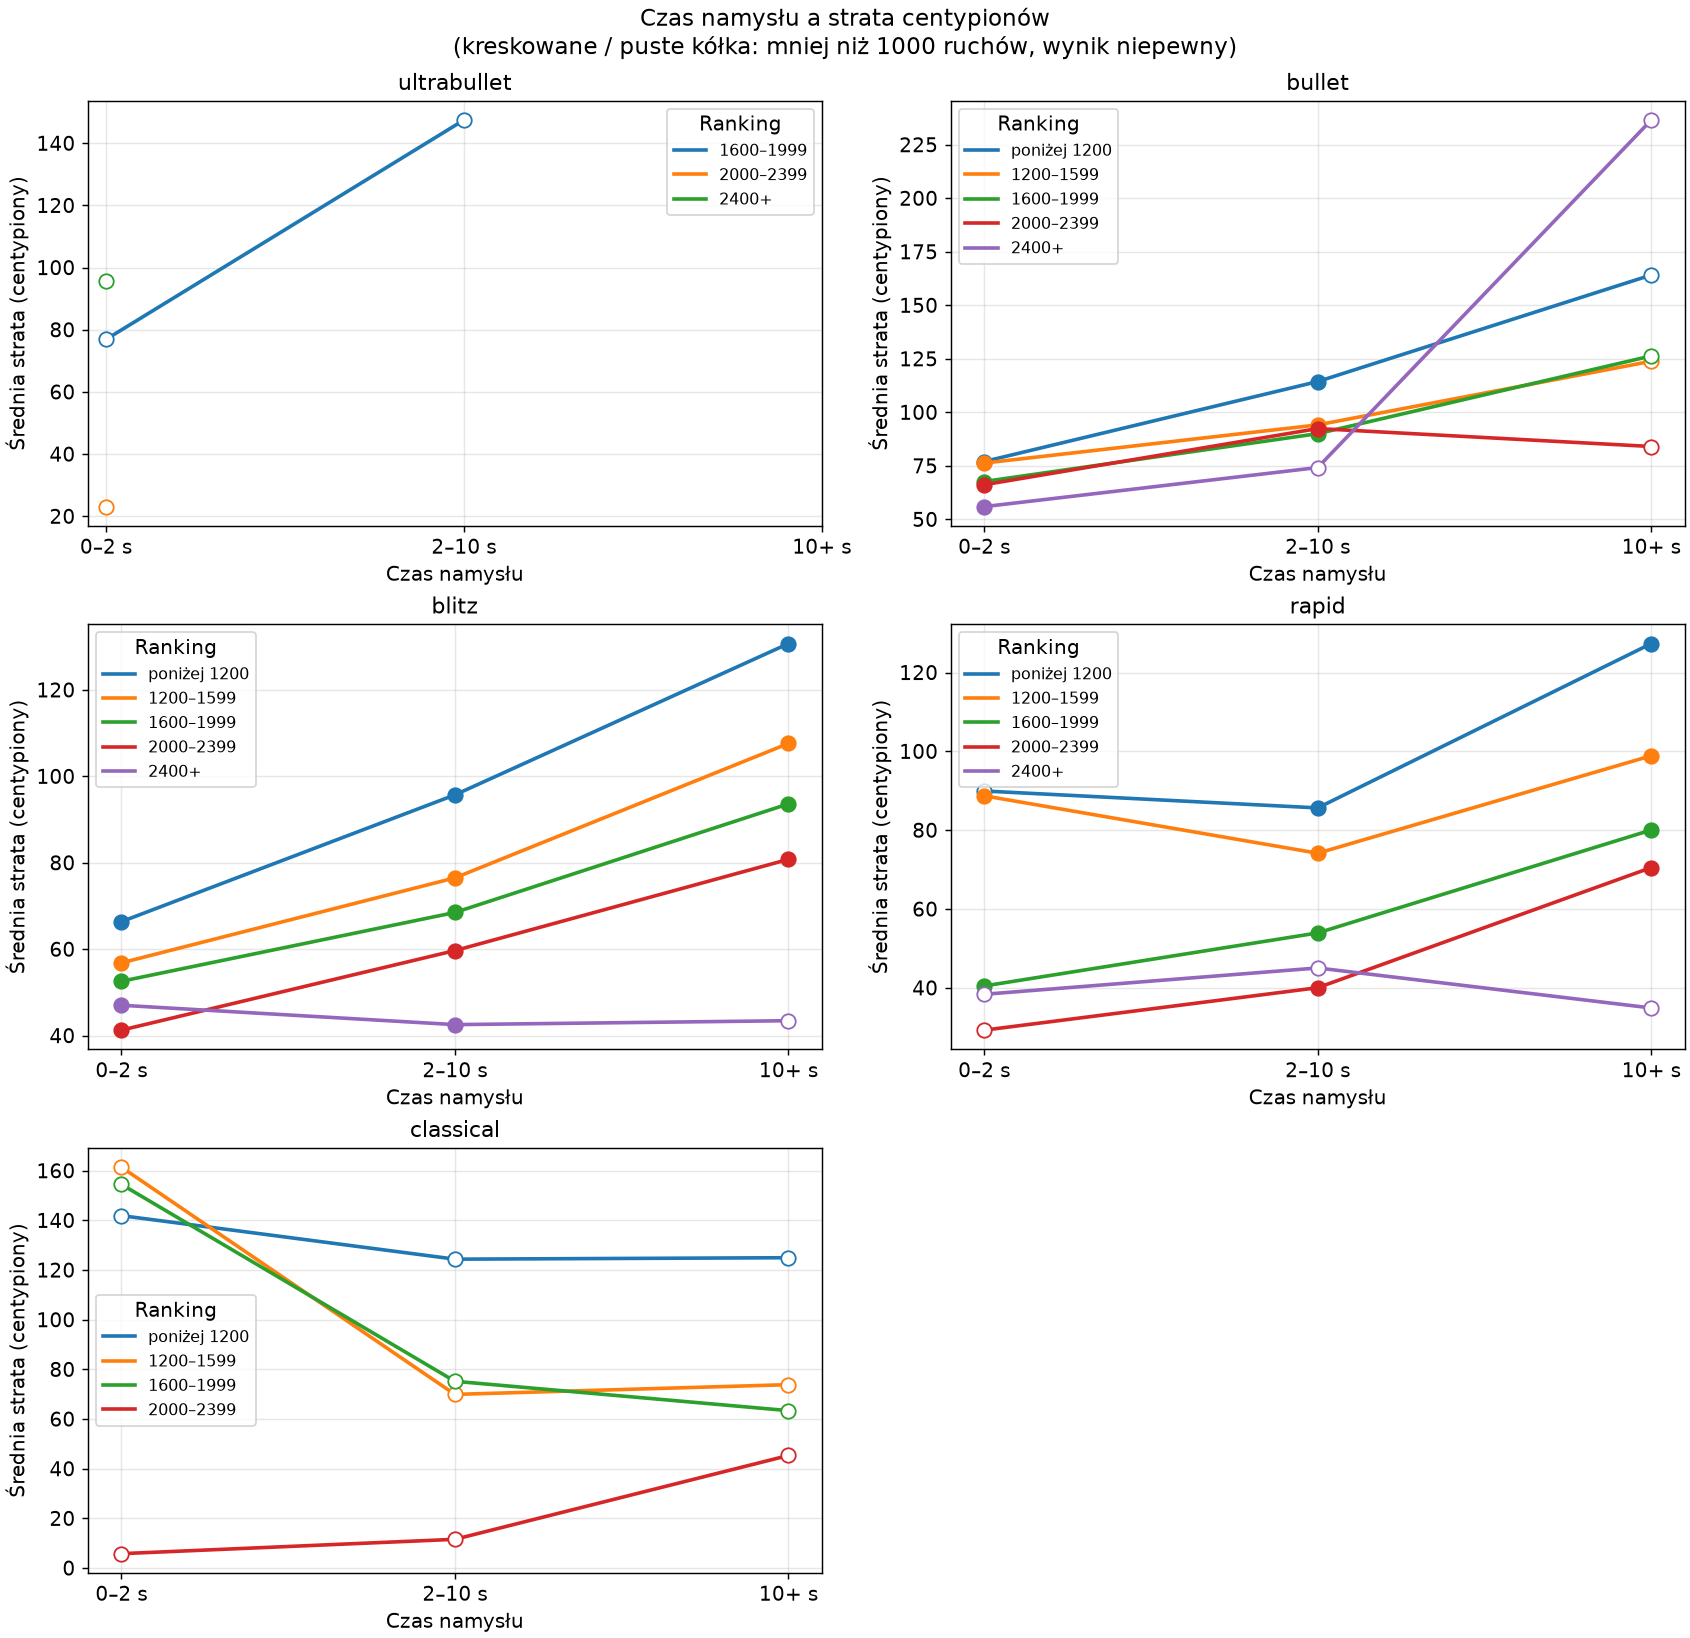 Czas namysłu a strata centypionów
(kreskowane / puste kółka: mniej niż 1000 ruchów, wynik niepewny)
ultrabullet
Średnia strata (centypiony)
140
120
100
80
60
40
20
Ranking
1600–1999
2000–2399
2400+
0–2 s
2–10 s
10+ s
Czas namysłu
bullet
Średnia strata (centypiony)
225
200
175
150
125
100
75
50
Ranking
poniżej 1200
1200–1599
1600–1999
2000–2399
2400+
0–2 s
2–10 s
10+ s
Czas namysłu
blitz
Średnia strata (centypiony)
120
100
80
60
40
Ranking
poniżej 1200
1200–1599
1600–1999
2000–2399
2400+
0–2 s
2–10 s
10+ s
Czas namysłu
rapid
Średnia strata (centypiony)
120
100
80
60
40
Ranking
poniżej 1200
1200–1599
1600–1999
2000–2399
2400+
0–2 s
2–10 s
10+ s
Czas namysłu
classical
Średnia strata (centypiony)
160
140
120
100
80
60
40
20
0
Ranking
poniżej 1200
1200–1599
1600–1999
2000–2399
0–2 s
2–10 s
10+ s
Czas namysłu